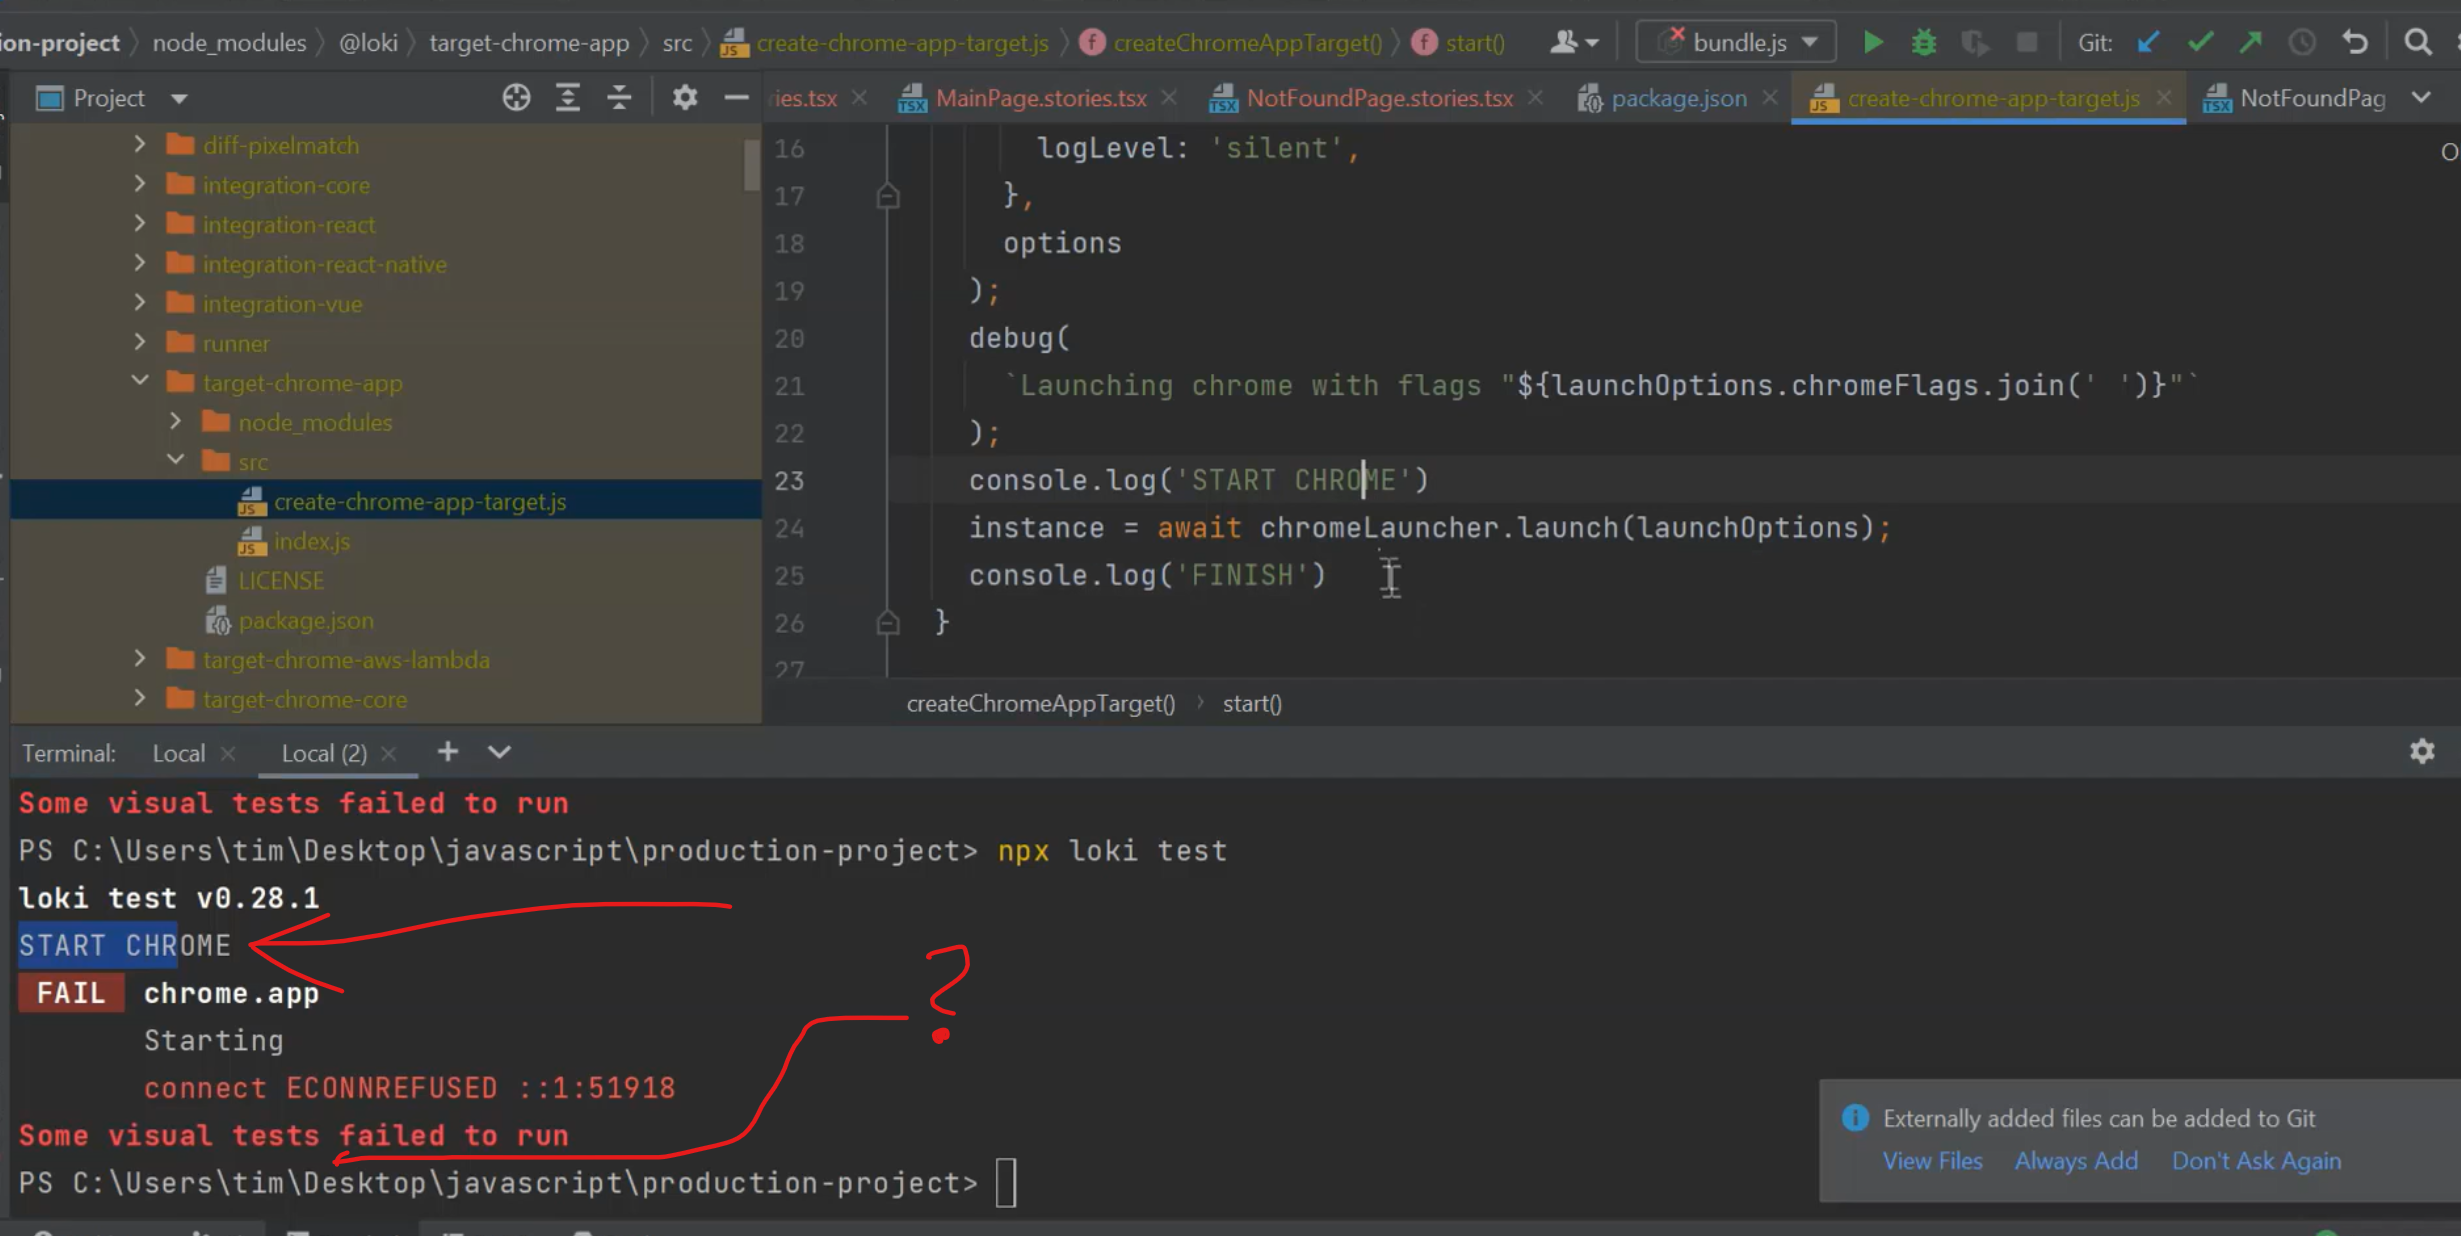 ion-project node_modules @loki target-chrome-app src create-chrome-app-target.js createChromeAppTarget() start() bundle.js Git:
Project
ries.tsx MainPage.stories.tsx NotFoundPage.stories.tsx package.json create-chrome-app-target.js NotFoundPag
diff-pixelmatch
integration-core
integration-react
integration-react-native
integration-vue
runner
target-chrome-app
node_modules
src
create-chrome-app-target.js
index.js
LICENSE
package.json
target-chrome-aws-lambda
target-chrome-core
16 logLevel: 'silent',
17 },
18 options
19 );
20 debug(
21 `Launching chrome with flags "${launchOptions.chromeFlags.join(' ')}"`
22 );
23 console.log('START CHROME')
24 instance = await chromeLauncher.launch(launchOptions);
25 console.log('FINISH')
26 }
27
createChromeAppTarget() start()
Terminal: Local Local (2)
Some visual tests failed to run
PS C:\Users\tim\Desktop\javascript\production-project> npx loki test
loki test v0.28.1
START CHROME
FAIL chrome.app
Starting
connect ECONNREFUSED ::1:51918
Some visual tests failed to run
PS C:\Users\tim\Desktop\javascript\production-project>
?
Externally added files can be added to Git
View Files Always Add Don't Ask Again